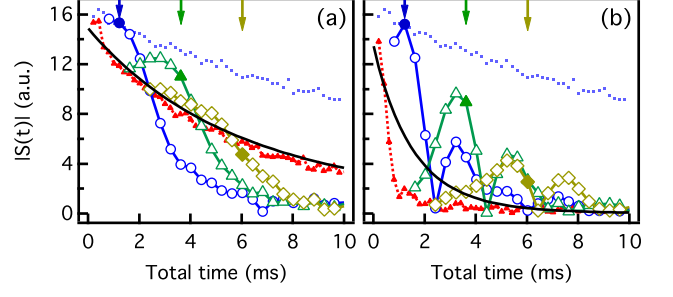 16
12
8
4
0
|S(t)| (a.u.)
(a)
(b)
0 2 4 6 8 10
0 2 4 6 8 10
Total time (ms)
Total time (ms)